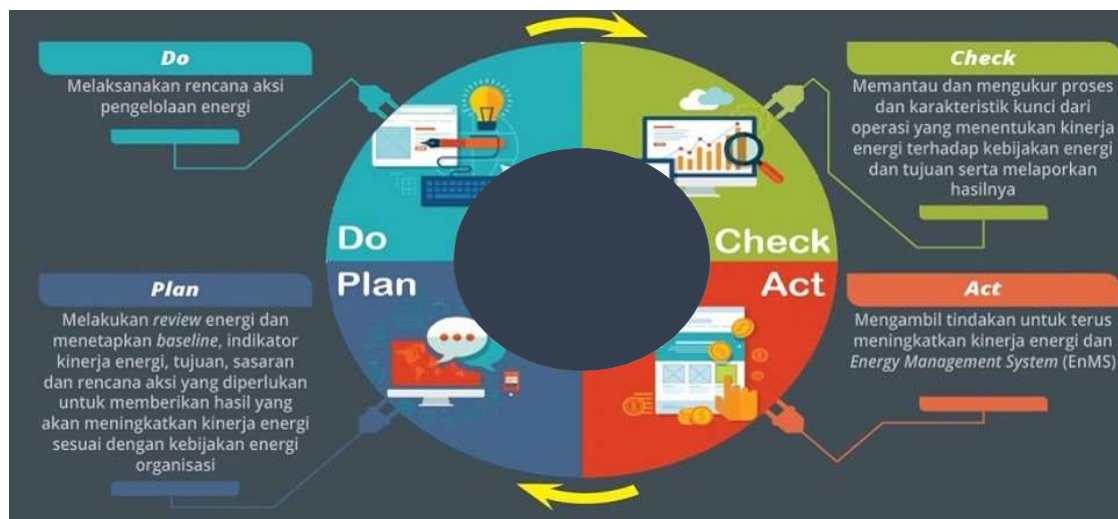 Do
Melaksanakan rencana aksi
pengelolaan energi
Check
Memantau dan mengukur proses
dan karakteristik kunci dari
operasi yang menentukan kinerja
energi terhadap kebijakan energi
dan tujuan serta melaporkan
hasilnya
Do
Check
Plan
Act
Plan
Melakukan review energi dan
menetapkan baseline, indikator
kinerja energi, tujuan, sasaran
dan rencana aksi yang diperlukan
untuk memberikan hasil yang
akan meningkatkan kinerja energi
sesuai dengan kebijakan energi
organisasi
Act
Mengambil tindakan untuk terus
meningkatkan kinerja energi dan
Energy Management System (EnMS)